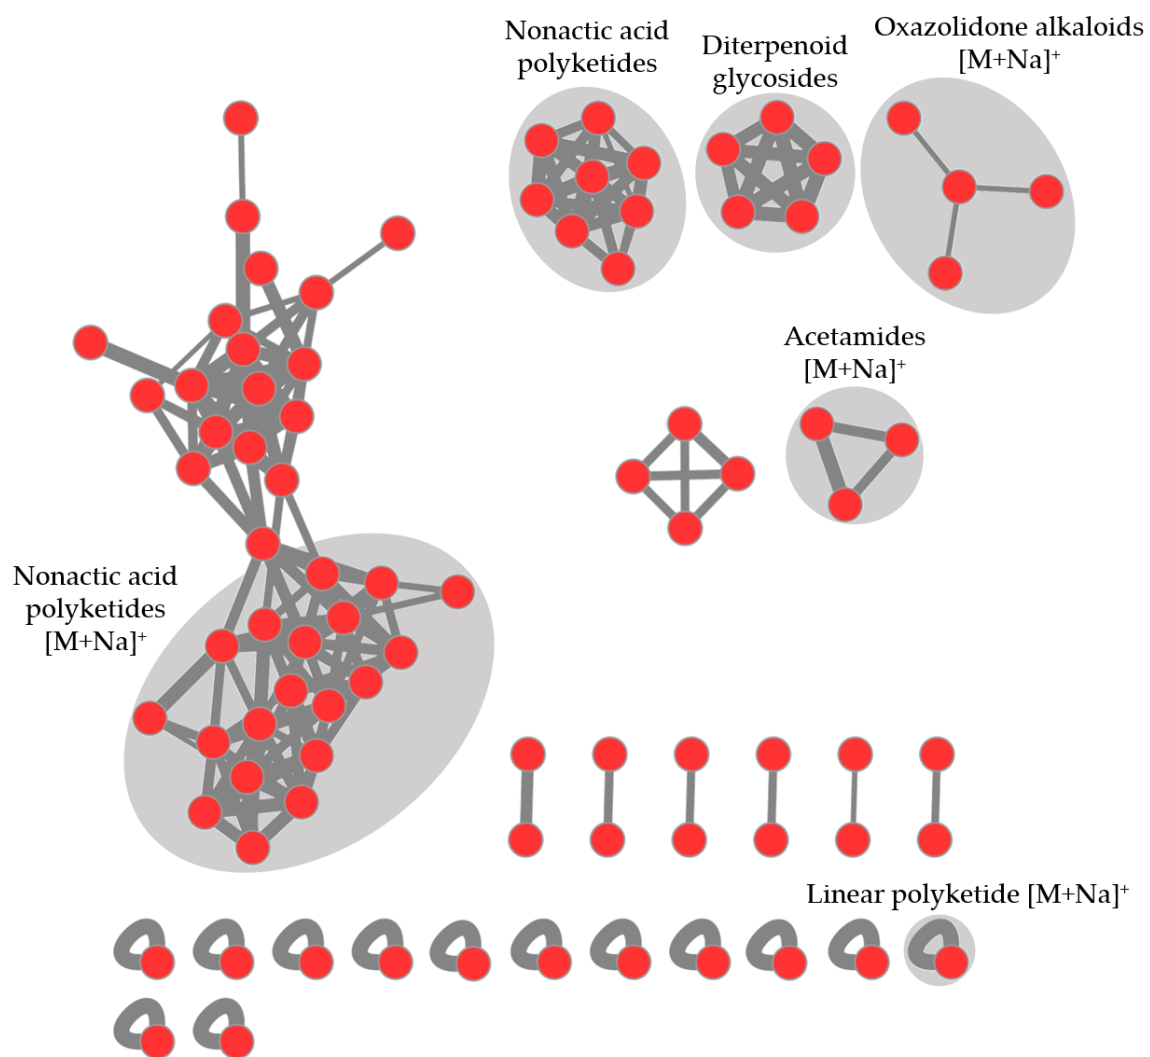 Nonactic acid
polyketides
Diterpenoid
glycosides
Oxazolidone alkaloids
[M+Na]⁺
Acetamides
[M+Na]⁺
Nonactic acid
polyketides
[M+Na]⁺
Linear polyketide [M+Na]⁺